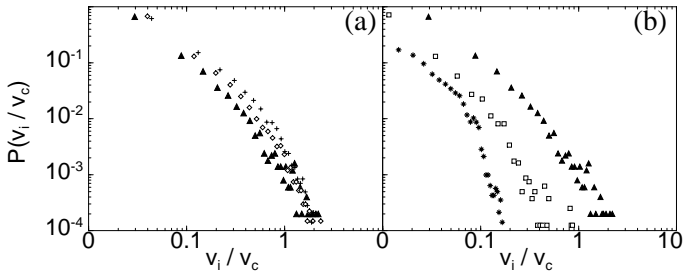 (a)
(b)
P(v_i / v_c)
10^-1
10^-2
10^-3
10^-4
0 0.1 1 0 0.1 1 10
v_i / v_c v_i / v_c